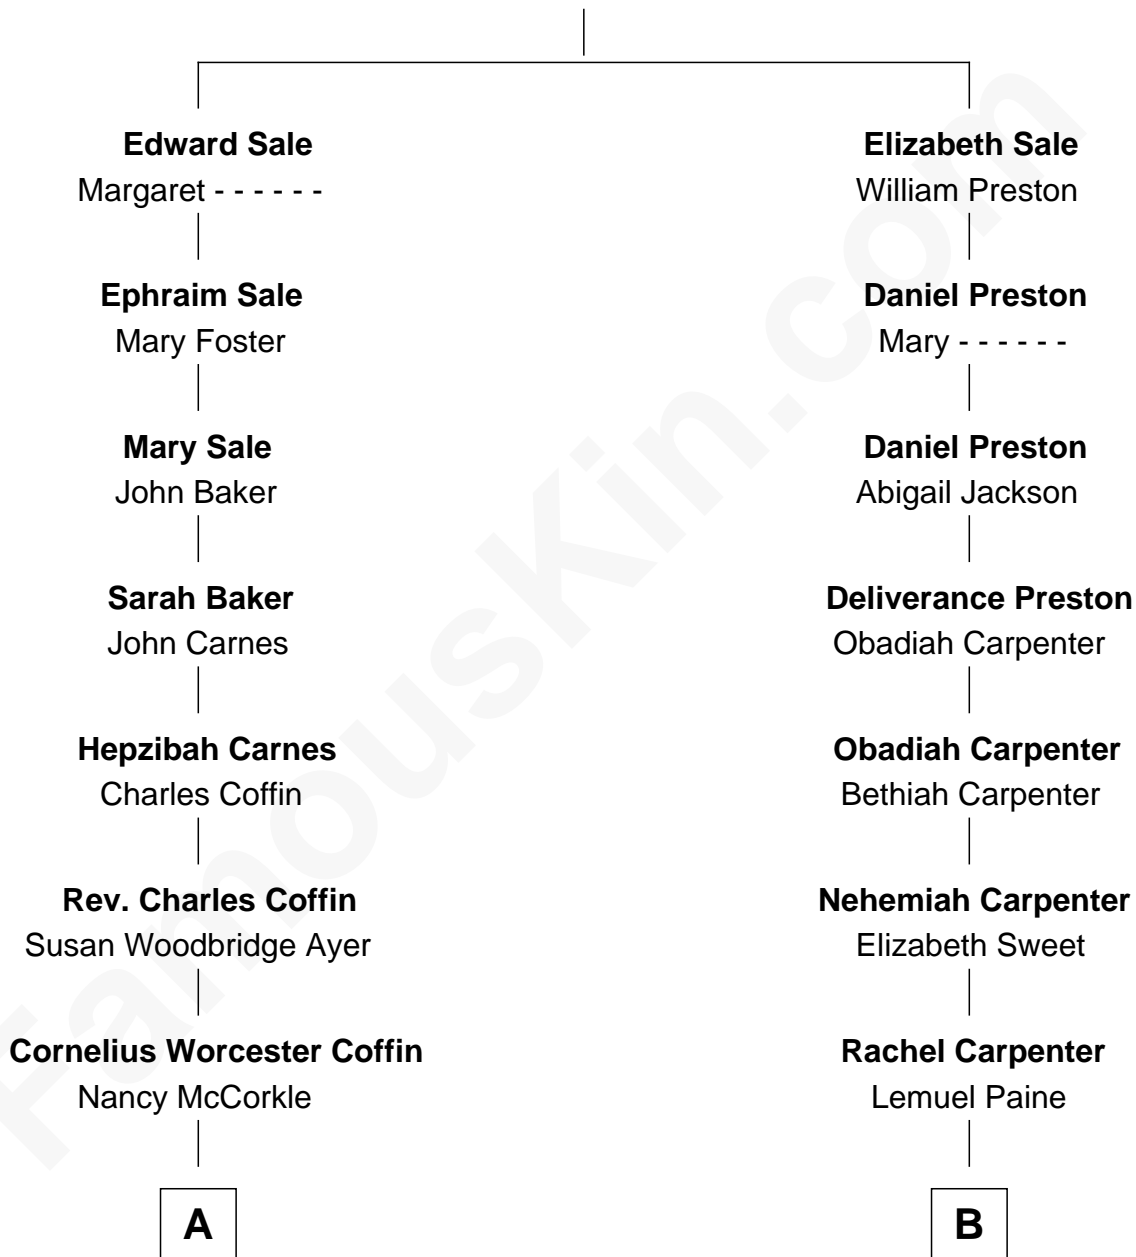 Edward Sale
Margaret - - - - - -
Elizabeth Sale
William Preston
Ephraim Sale
Mary Foster
Daniel Preston
Mary - - - - - -
Mary Sale
John Baker
Daniel Preston
Abigail Jackson
Sarah Baker
John Carnes
Deliverance Preston
Obadiah Carpenter
Hepzibah Carnes
Charles Coffin
Obadiah Carpenter
Bethiah Carpenter
Rev. Charles Coffin
Susan Woodbridge Ayer
Nehemiah Carpenter
Elizabeth Sweet
Cornelius Worcester Coffin
Nancy McCorkle
Rachel Carpenter
Lemuel Paine
A
B
FamousKin.com